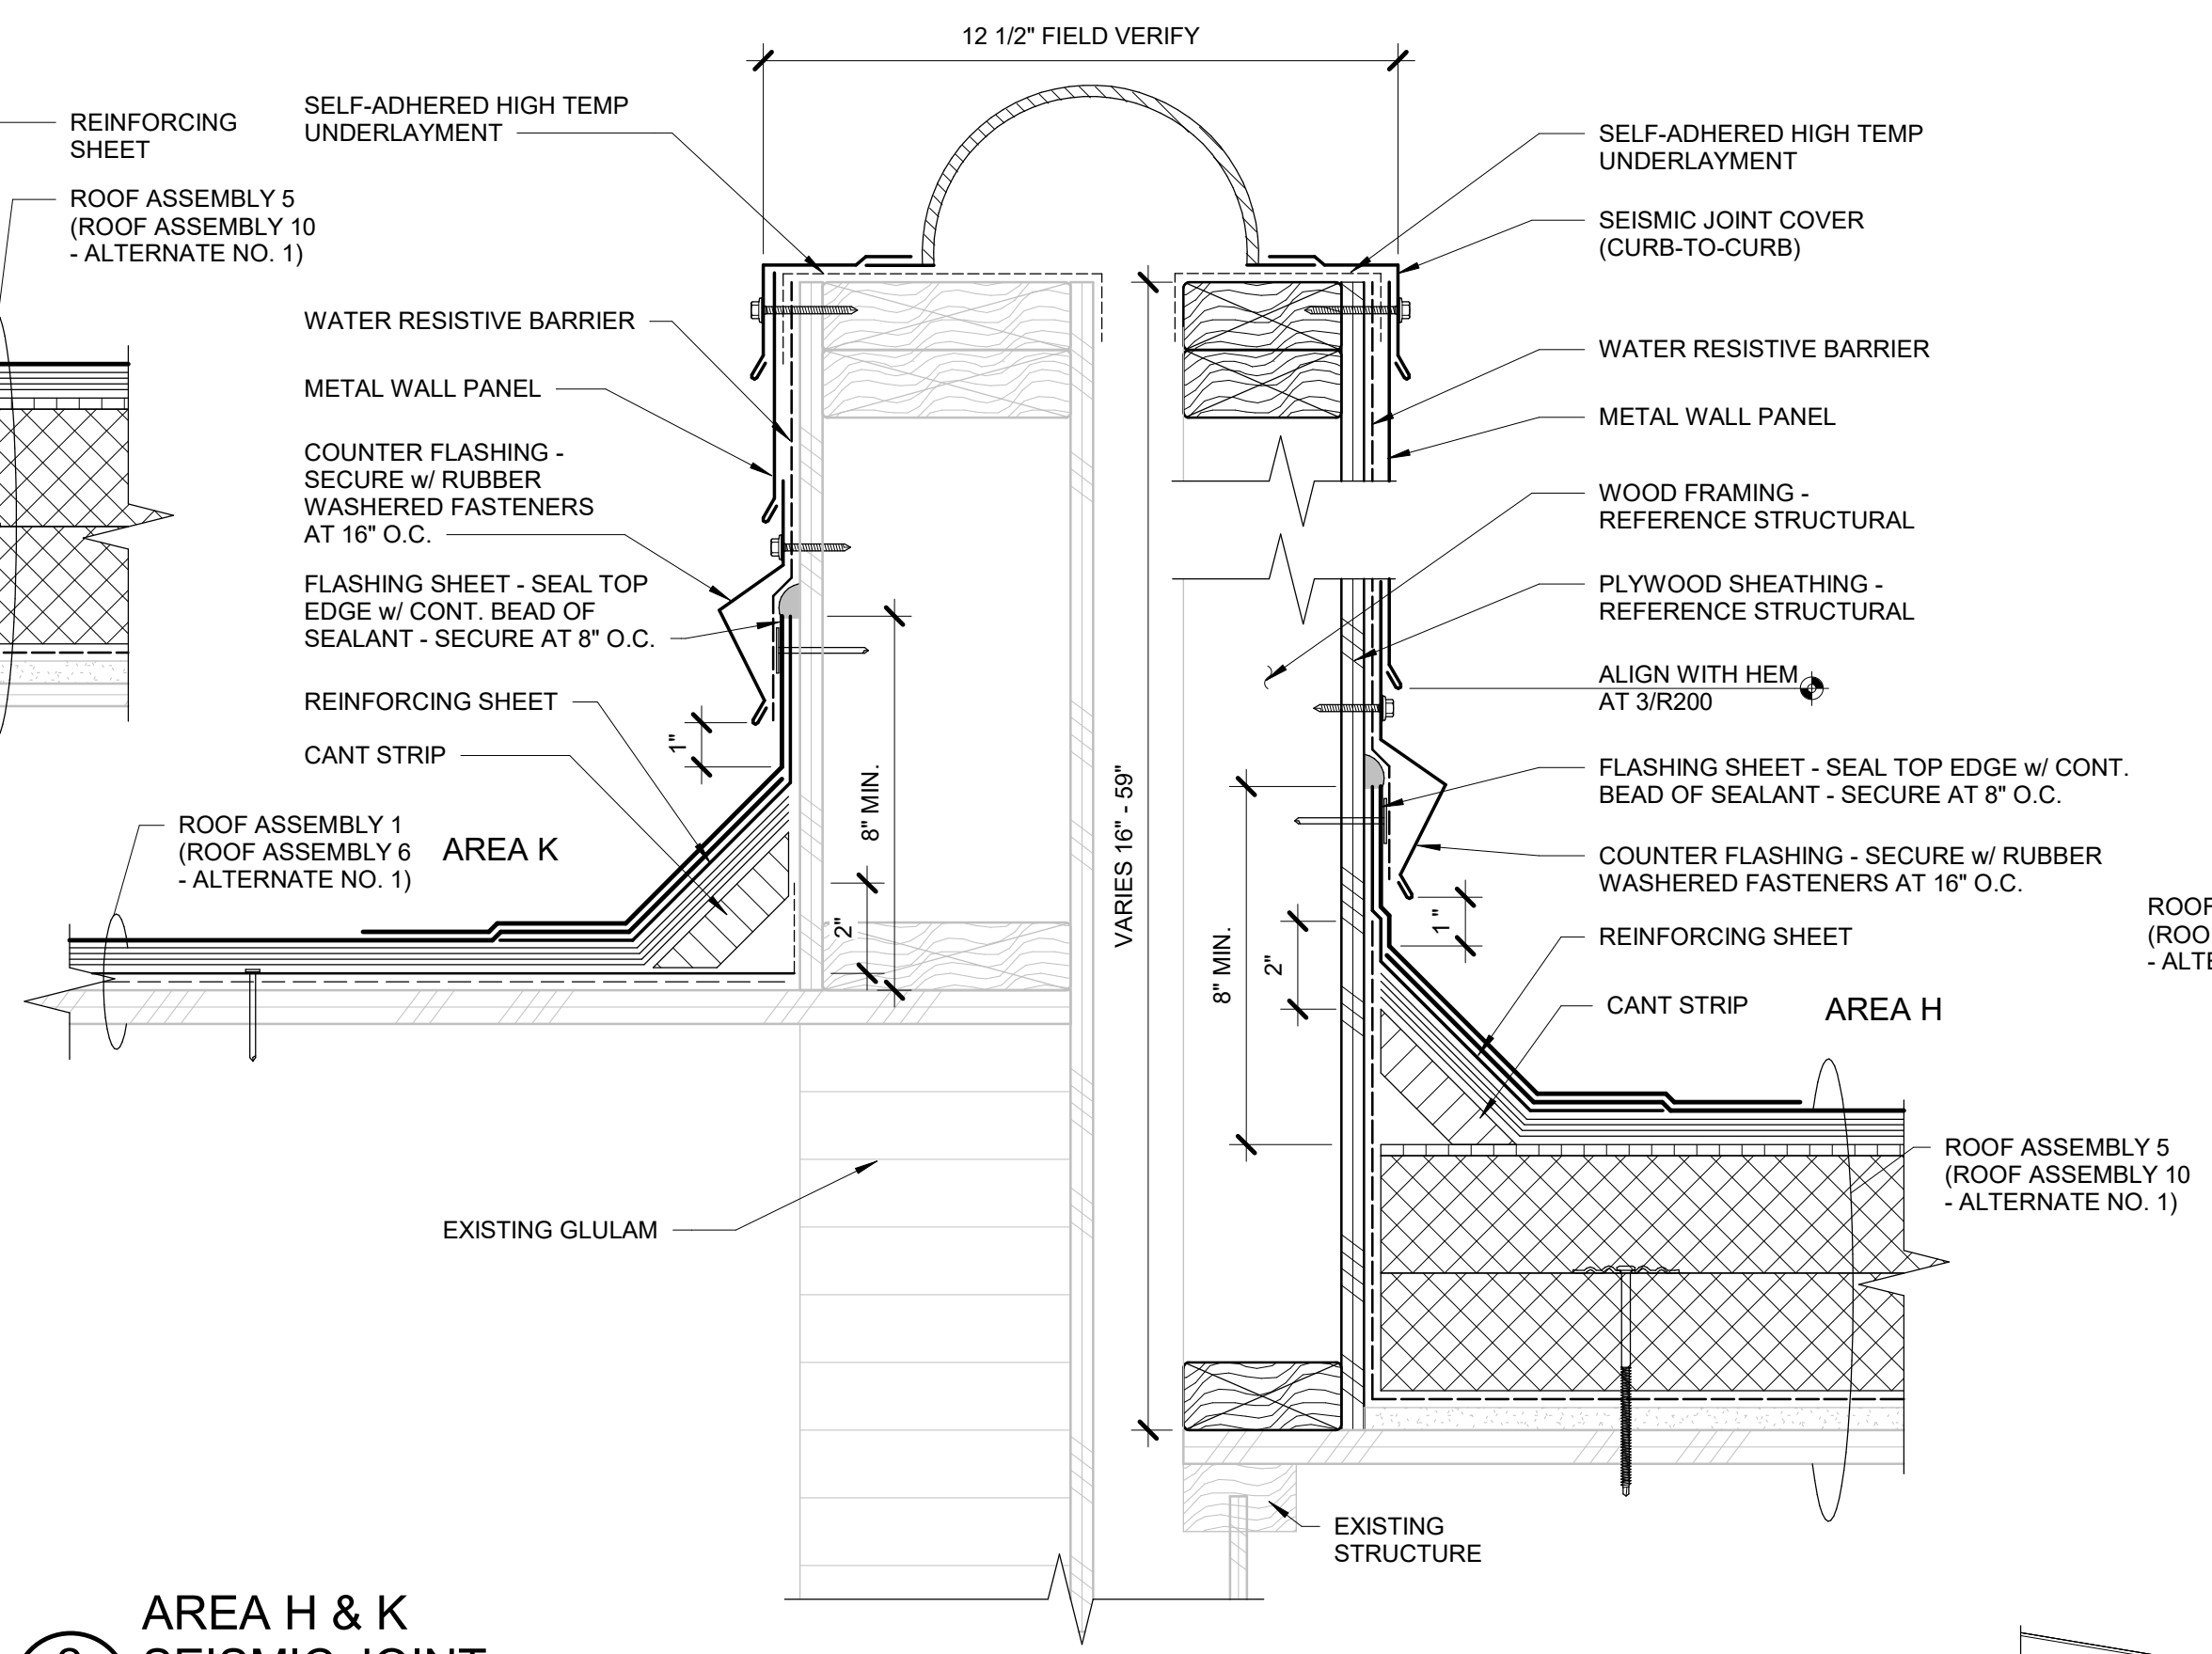 12 1/2" FIELD VERIFY
REINFORCING
SHEET
ROOF ASSEMBLY 5
(ROOF ASSEMBLY 10
- ALTERNATE NO. 1)
SELF-ADHERED HIGH TEMP
UNDERLAYMENT
WATER RESISTIVE BARRIER
METAL WALL PANEL
COUNTER FLASHING -
SECURE w/ RUBBER
WASHERED FASTENERS
AT 16" O.C.
FLASHING SHEET - SEAL TOP
EDGE w/ CONT. BEAD OF
SEALANT - SECURE AT 8" O.C.
REINFORCING SHEET
CANT STRIP
ROOF ASSEMBLY 1
(ROOF ASSEMBLY 6
- ALTERNATE NO. 1)
AREA K
1"
8" MIN.
2"
VARIES 16" - 59"
8" MIN.
2"
1 "
SELF-ADHERED HIGH TEMP
UNDERLAYMENT
SEISMIC JOINT COVER
(CURB-TO-CURB)
WATER RESISTIVE BARRIER
METAL WALL PANEL
WOOD FRAMING -
REFERENCE STRUCTURAL
PLYWOOD SHEATHING -
REFERENCE STRUCTURAL
ALIGN WITH HEM
AT 3/R200
FLASHING SHEET - SEAL TOP EDGE w/ CONT.
BEAD OF SEALANT - SECURE AT 8" O.C.
COUNTER FLASHING - SECURE w/ RUBBER
WASHERED FASTENERS AT 16" O.C.
REINFORCING SHEET
CANT STRIP
AREA H
ROOF ASSEMBLY 5
(ROOF ASSEMBLY 10
- ALTERNATE NO. 1)
EXISTING GLULAM
EXISTING
STRUCTURE
AREA H & K
SEISMIC JOINT